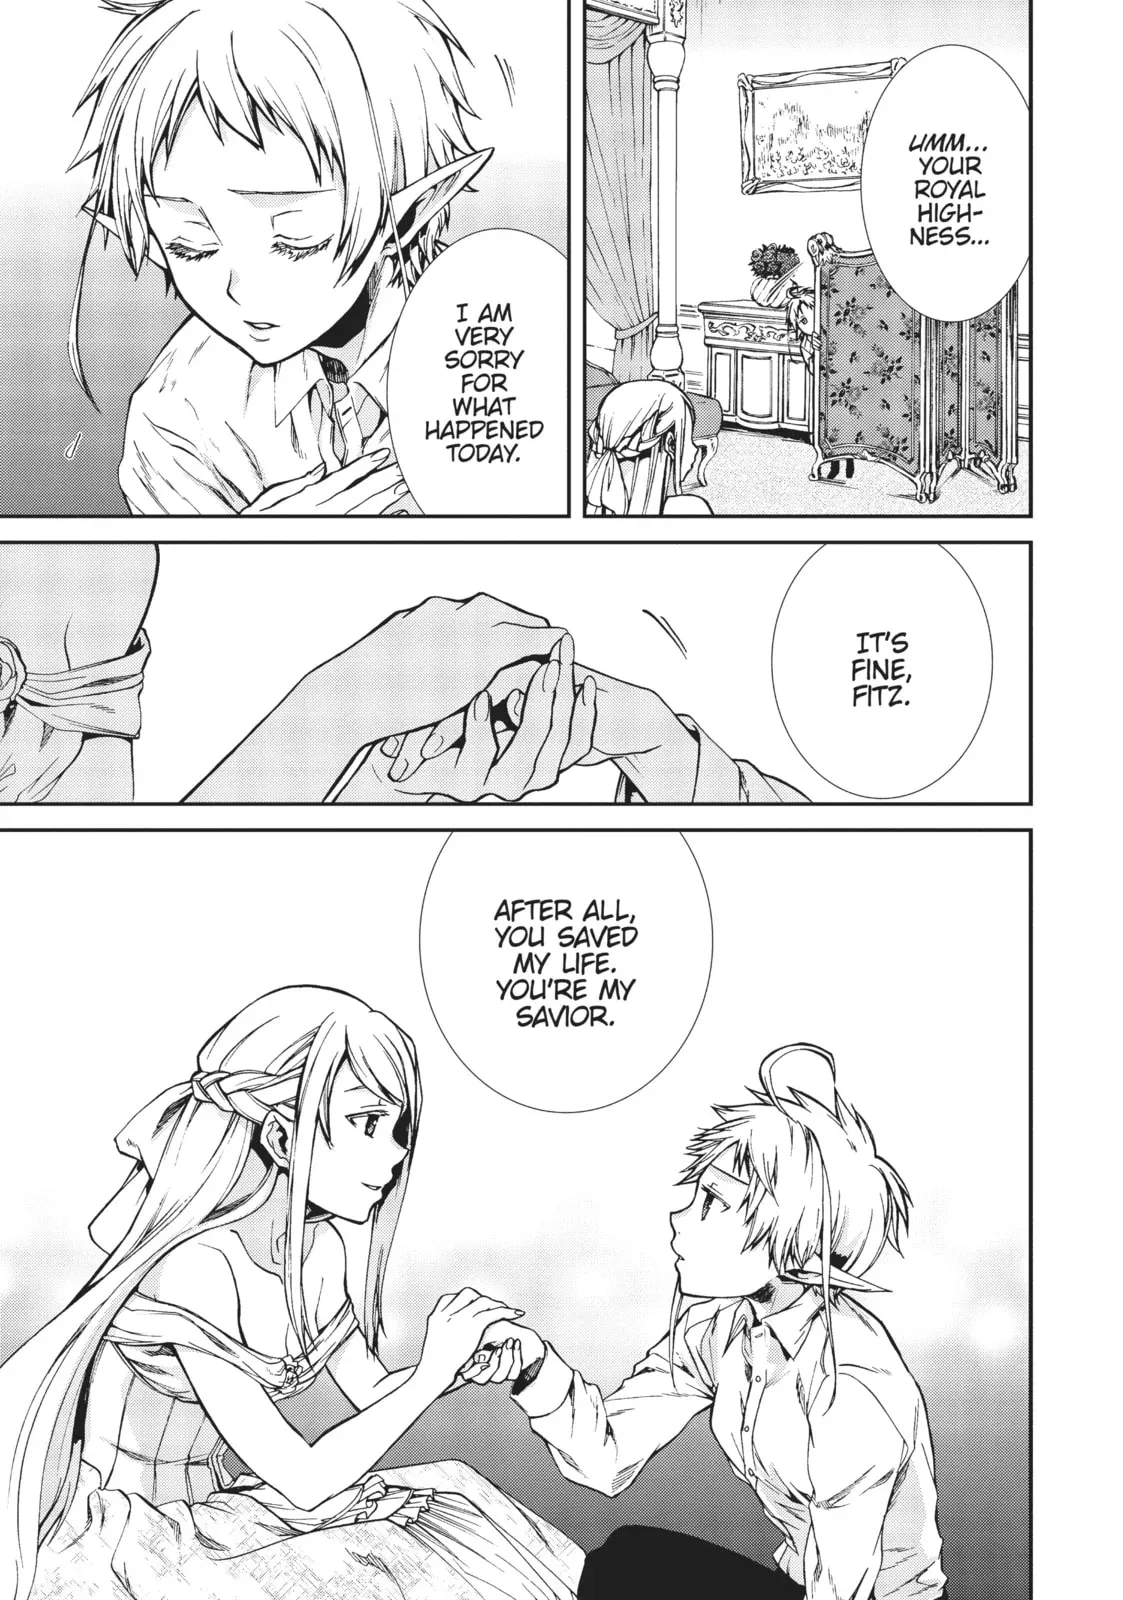 UMM...
YOUR
ROYAL
HIGH-
NESS...
I AM
VERY
SORRY
FOR
WHAT
HAPPENED
TODAY.
IT'S
FINE,
FITZ.
AFTER ALL,
YOU SAVED
MY LIFE.
YOU'RE MY
SAVIOR.